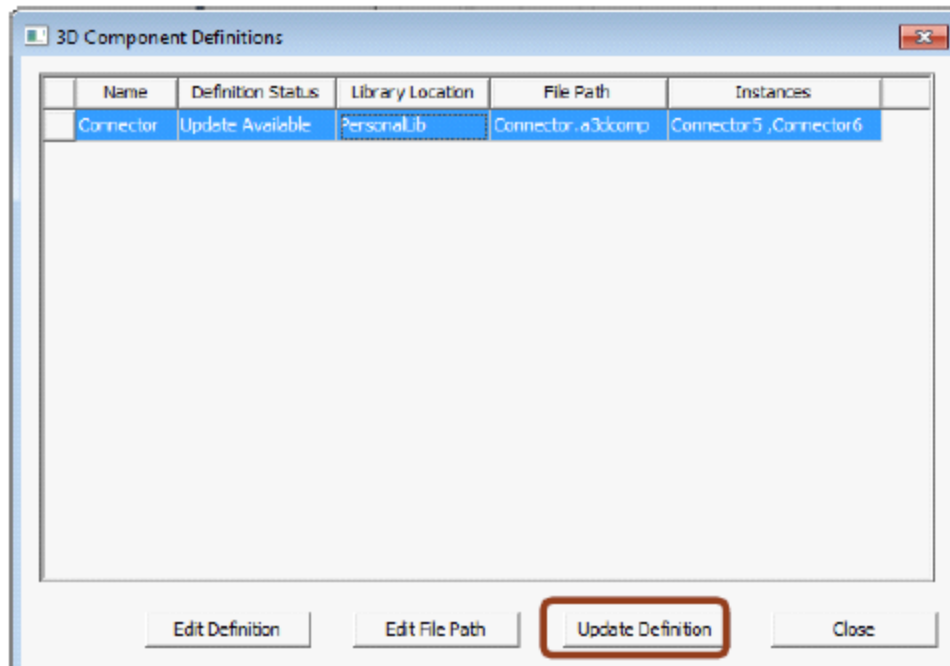 3D Component Definitions
Name Definition Status Library Location File Path Instances
Connector Update Available PersonalLib Connector.a3dcomp Connector5 ,Connector6
Edit Definition Edit File Path Update Definition Close